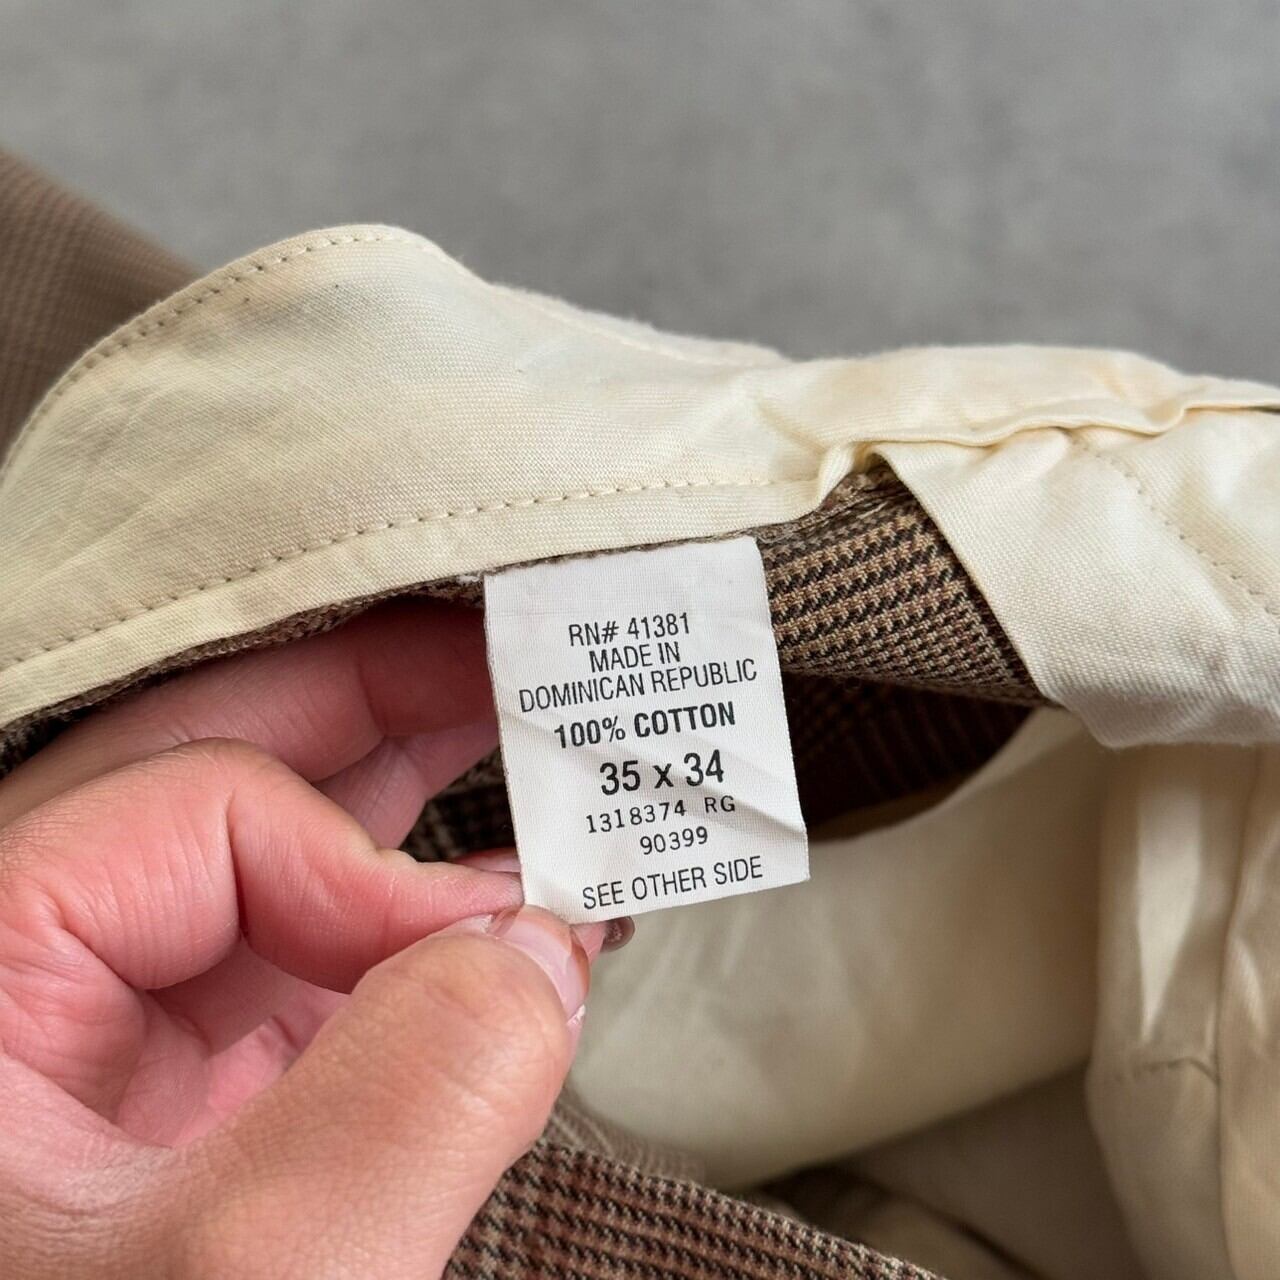 RN# 41381
MADE IN
DOMINICAN REPUBLIC
100% COTTON
35 x 34
1318374 RG
90399
SEE OTHER SIDE